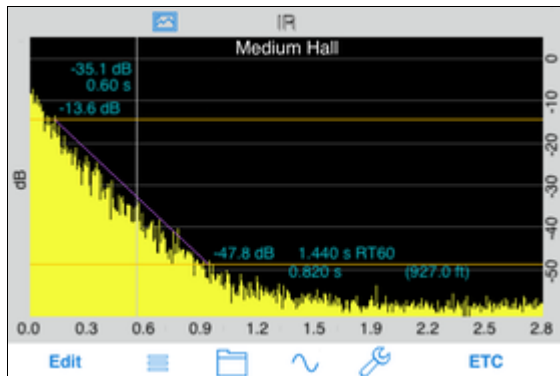 IR
Medium Hall
-35.1 dB
0.60 s
-13.6 dB
-47.8 dB 1.440 s RT60
0.820 s (927.0 ft)
dB
0
-10
-20
-30
-40
-50
0.0 0.3 0.6 0.9 1.2 1.5 1.9 2.2 2.5 2.8
Edit ETC